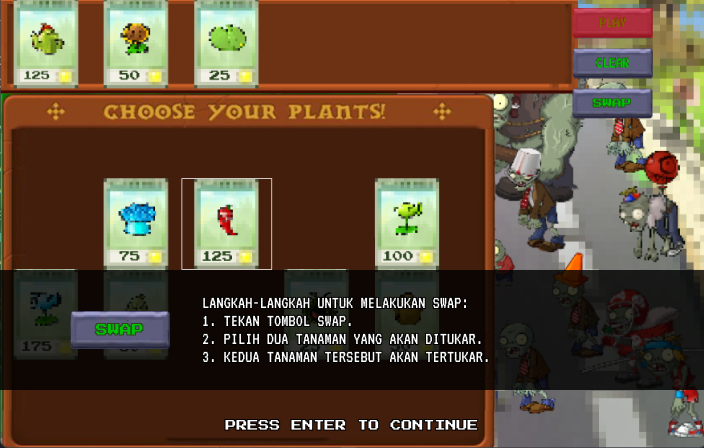 125
50
25
PLAY
CLEAR
SWAP
CHOOSE YOUR PLANTS!
75
125
100
175
SWAP
LANGKAH-LANGKAH UNTUK MELAKUKAN SWAP:
1. TEKAN TOMBOL SWAP.
2. PILIH DUA TANAMAN YANG AKAN DITUKAR.
3. KEDUA TANAMAN TERSEBUT AKAN TERTUKAR.
PRESS ENTER TO CONTINUE